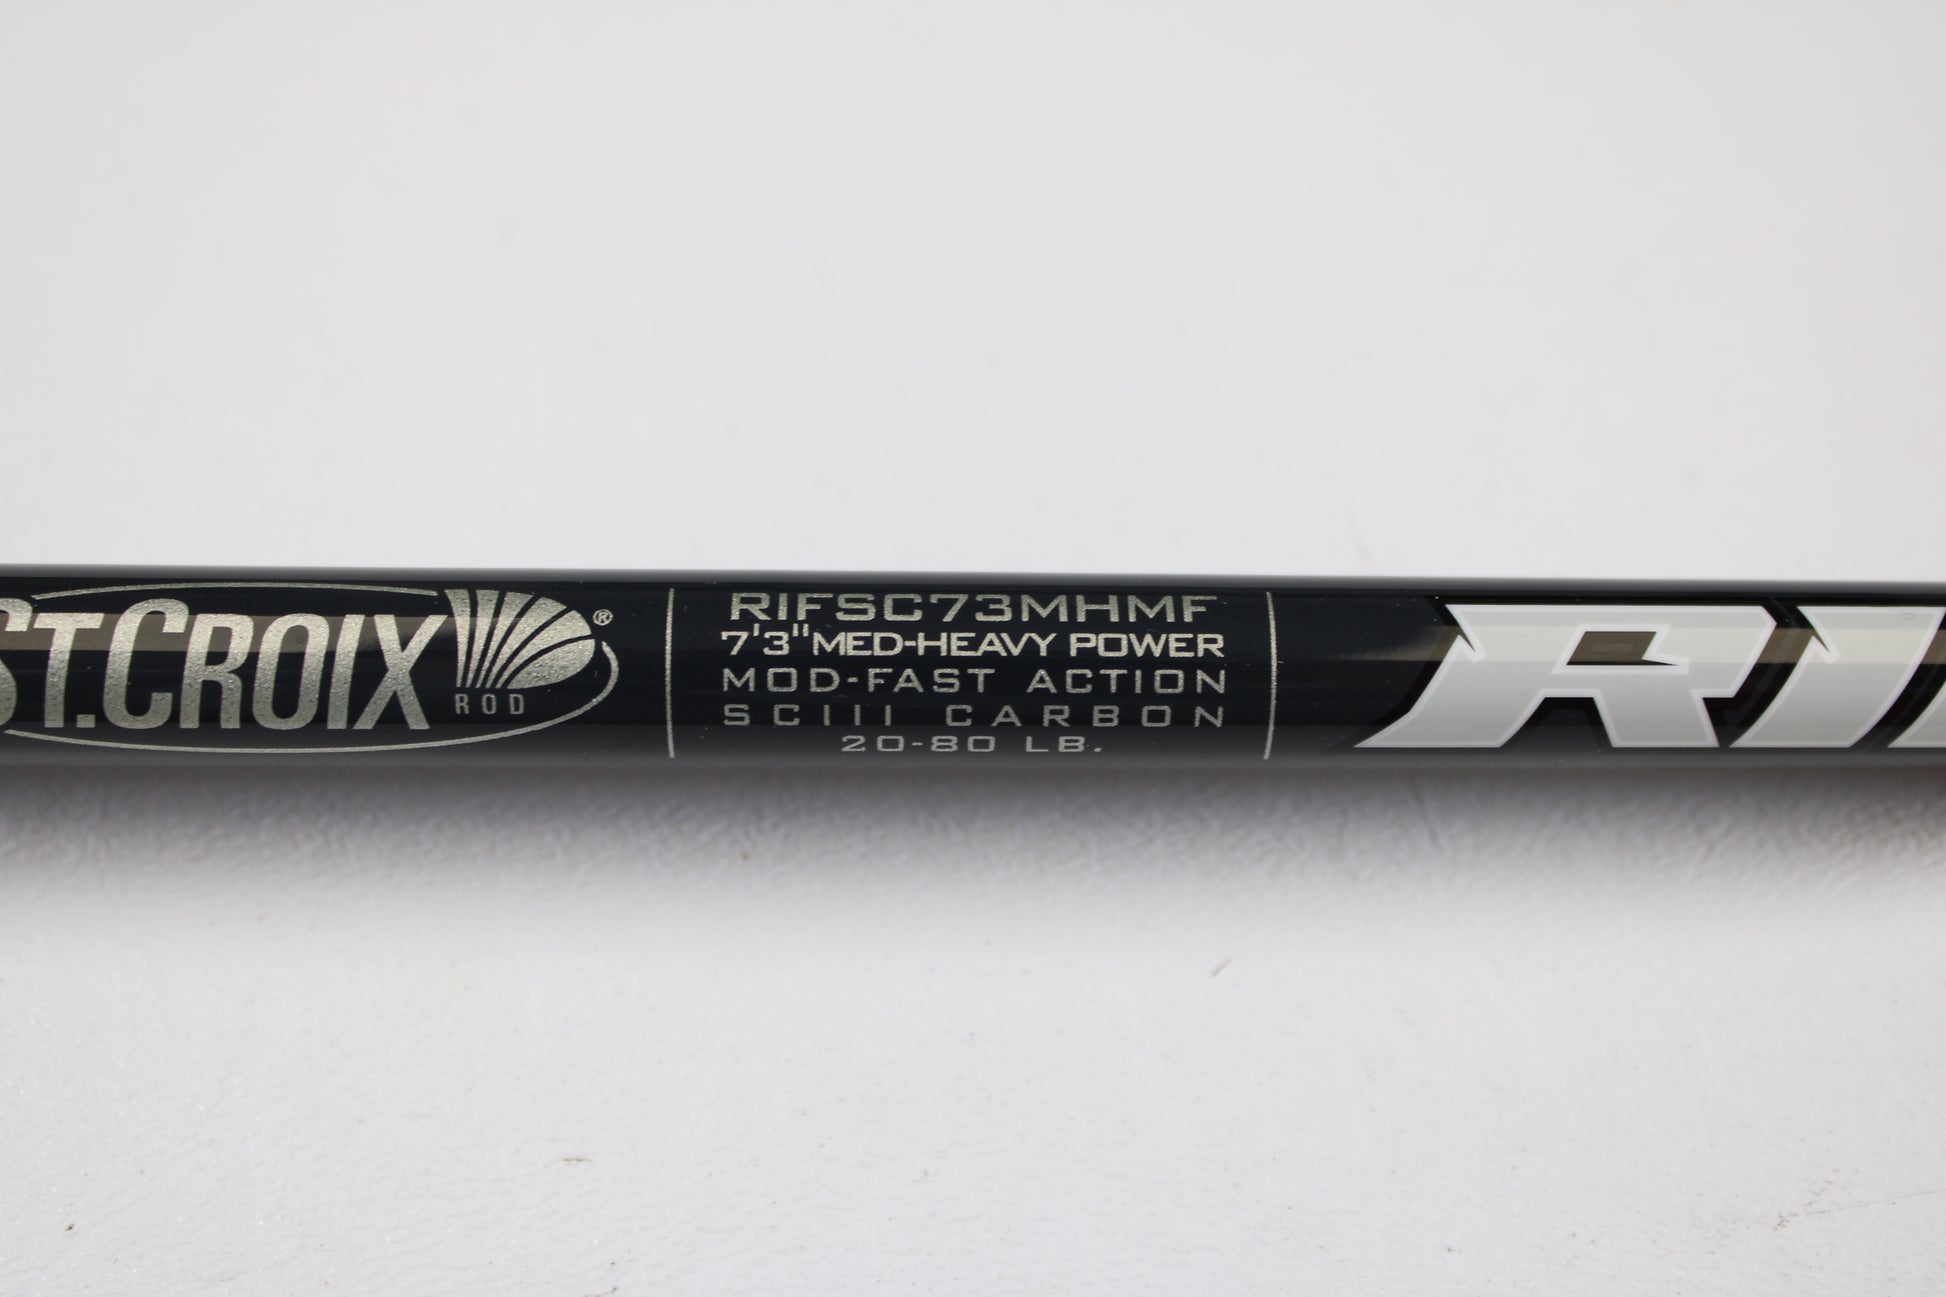 ST.CROIX®
ROD
RIFSC73MHMF
7'3" MED-HEAVY POWER
MOD-FAST ACTION
SCIII CARBON
20-80 LB.